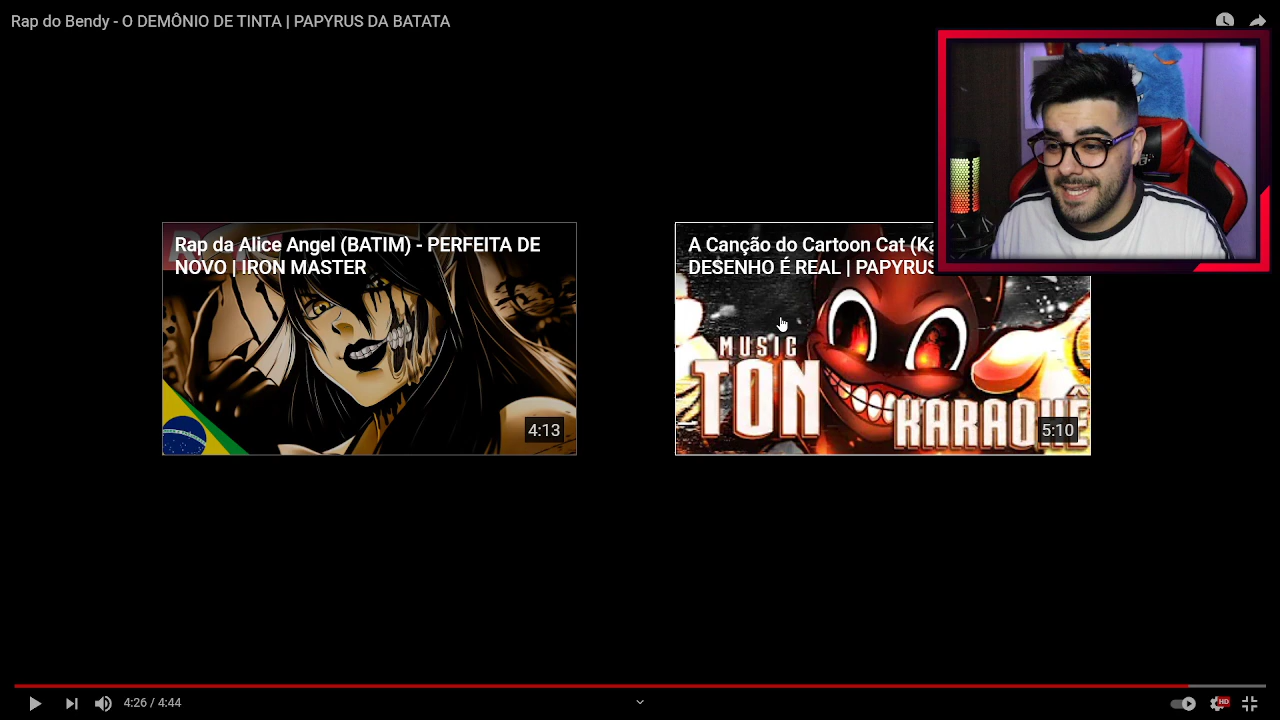 Rap do Bendy - O DEMÔNIO DE TINTA | PAPYRUS DA BATATA
Rap da Alice Angel (BATIM) - PERFEITA DE
NOVO | IRON MASTER
4:13
A Canção do Cartoon Cat (Ka
DESENHO É REAL | PAPYRUS
MUSIC
TON
KARAOKÊ
5:10
4:26 / 4:44
HD